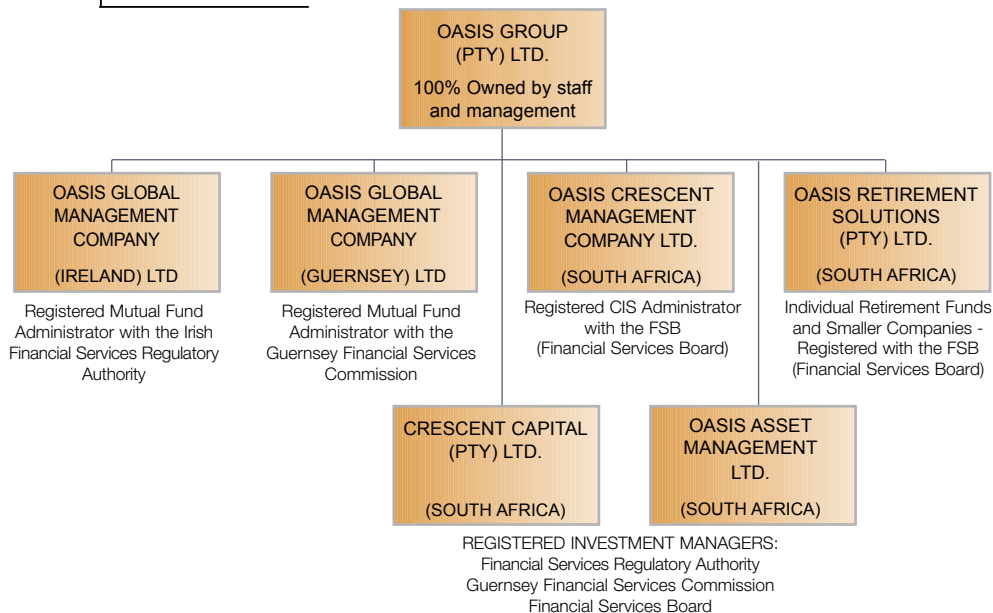 OASIS GROUP
(PTY) LTD.
100% Owned by staff
and management
OASIS GLOBAL
MANAGEMENT
COMPANY
(IRELAND) LTD
Registered Mutual Fund
Administrator with the Irish
Financial Services Regulatory
Authority
OASIS GLOBAL
MANAGEMENT
COMPANY
(GUERNSEY) LTD
Registered Mutual Fund
Administrator with the
Guernsey Financial Services
Commission
OASIS CRESCENT
MANAGEMENT
COMPANY LTD.
(SOUTH AFRICA)
Registered CIS Administrator
with the FSB
(Financial Services Board)
OASIS RETIREMENT
SOLUTIONS
(PTY) LTD.
(SOUTH AFRICA)
Individual Retirement Funds
and Smaller Companies -
Registered with the FSB
(Financial Services Board)
CRESCENT CAPITAL
(PTY) LTD.
(SOUTH AFRICA)
OASIS ASSET
MANAGEMENT
LTD.
(SOUTH AFRICA)
REGISTERED INVESTMENT MANAGERS:
Financial Services Regulatory Authority
Guernsey Financial Services Commission
Financial Services Board